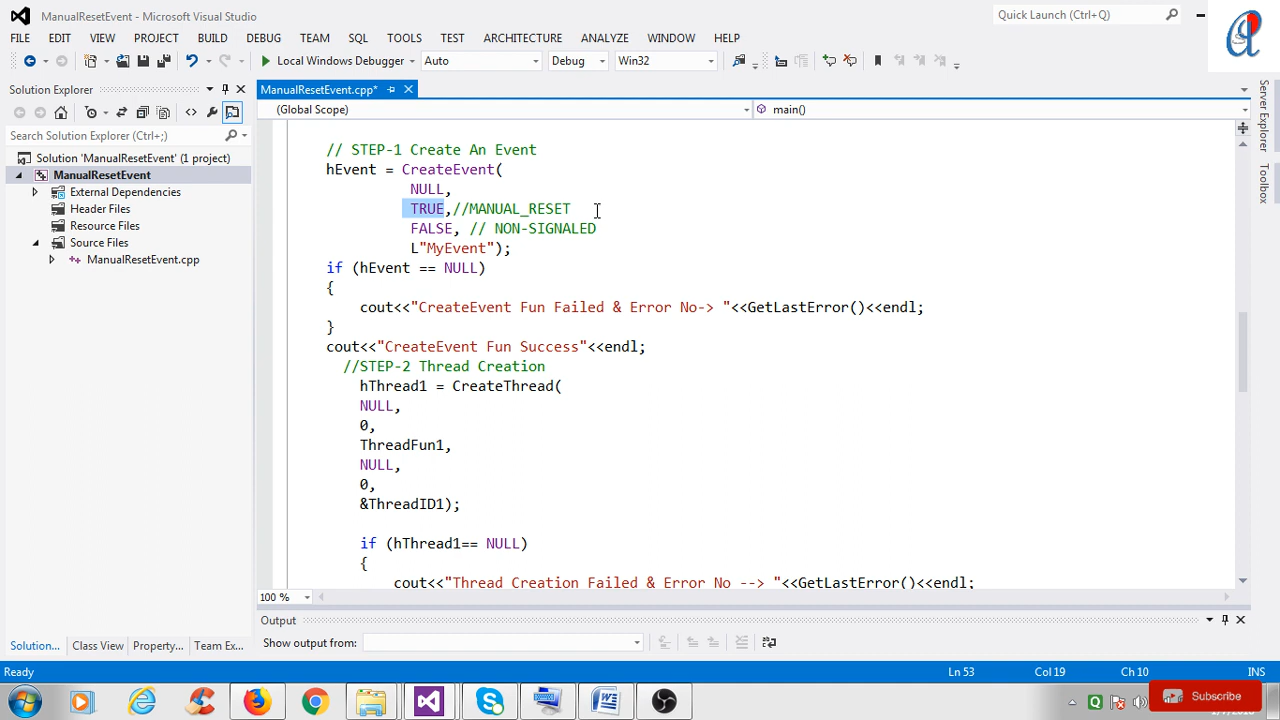 ManualResetEvent - Microsoft Visual Studio
Quick Launch (Ctrl+Q)
FILE EDIT VIEW PROJECT BUILD DEBUG TEAM SQL TOOLS TEST ARCHITECTURE ANALYZE WINDOW HELP
Local Windows Debugger Auto Debug Win32
Solution Explorer
ManualResetEvent.cpp*
(Global Scope)
main()
Search Solution Explorer (Ctrl+;)
Solution 'ManualResetEvent' (1 project)
ManualResetEvent
External Dependencies
Header Files
Resource Files
Source Files
ManualResetEvent.cpp
// STEP-1 Create An Event
hEvent = CreateEvent(
NULL,
TRUE,//MANUAL_RESET
FALSE, // NON-SIGNALED
L"MyEvent");
if (hEvent == NULL)
{
cout<<"CreateEvent Fun Failed & Error No-> "<<GetLastError()<<endl;
}
cout<<"CreateEvent Fun Success"<<endl;
//STEP-2 Thread Creation
hThread1 = CreateThread(
NULL,
0,
ThreadFun1,
NULL,
0,
&ThreadID1);
if (hThread1== NULL)
{
cout<<"Thread Creation Failed & Error No --> "<<GetLastError()<<endl;
100 %
Server Explorer
Toolbox
Output
Show output from:
Solution... Class View Property... Team Ex...
Ready
Ln 53 Col 19 Ch 10 INS
Subscribe